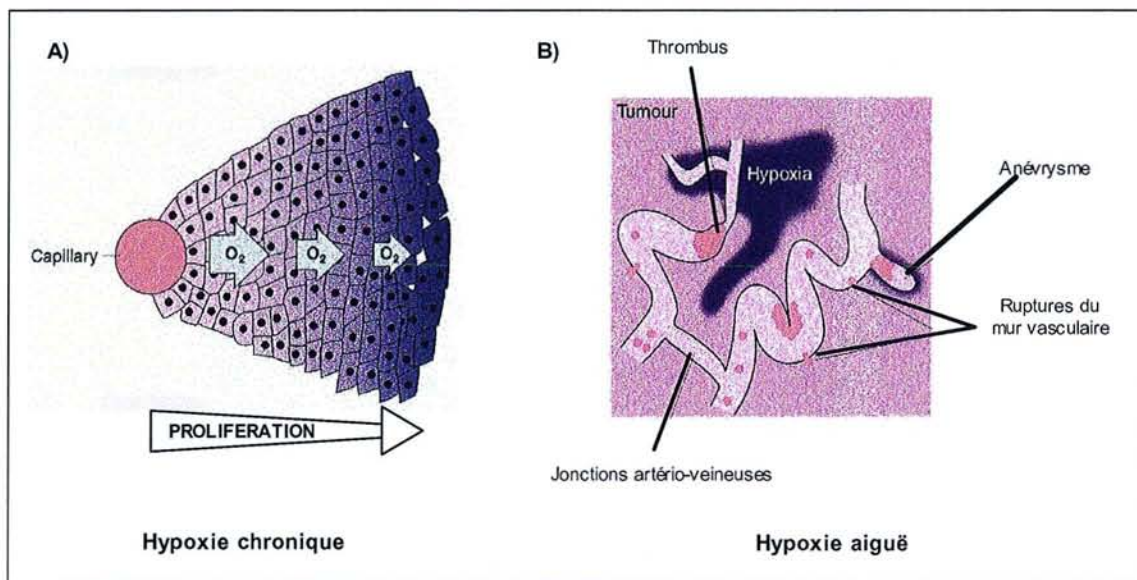 A)
Capillary
O₂
O₂
O₂
PROLIFERATION
Hypoxie chronique
B)
Thrombus
Tumour
Hypoxia
Anévrysme
Ruptures du
mur vasculaire
Jonctions artério-veineuses
Hypoxie aiguë